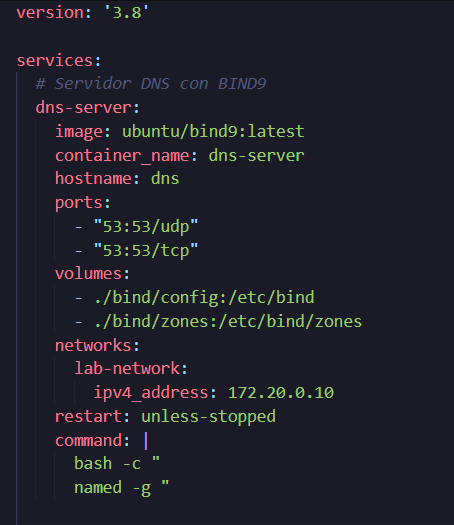 version: '3.8'
services:
# Servidor DNS con BIND9
dns-server:
image: ubuntu/bind9:latest
container_name: dns-server
hostname: dns
ports:
- "53:53/udp"
- "53:53/tcp"
volumes:
- ./bind/config:/etc/bind
- ./bind/zones:/etc/bind/zones
networks:
lab-network:
ipv4_address: 172.20.0.10
restart: unless-stopped
command: |
bash -c "
named -g "